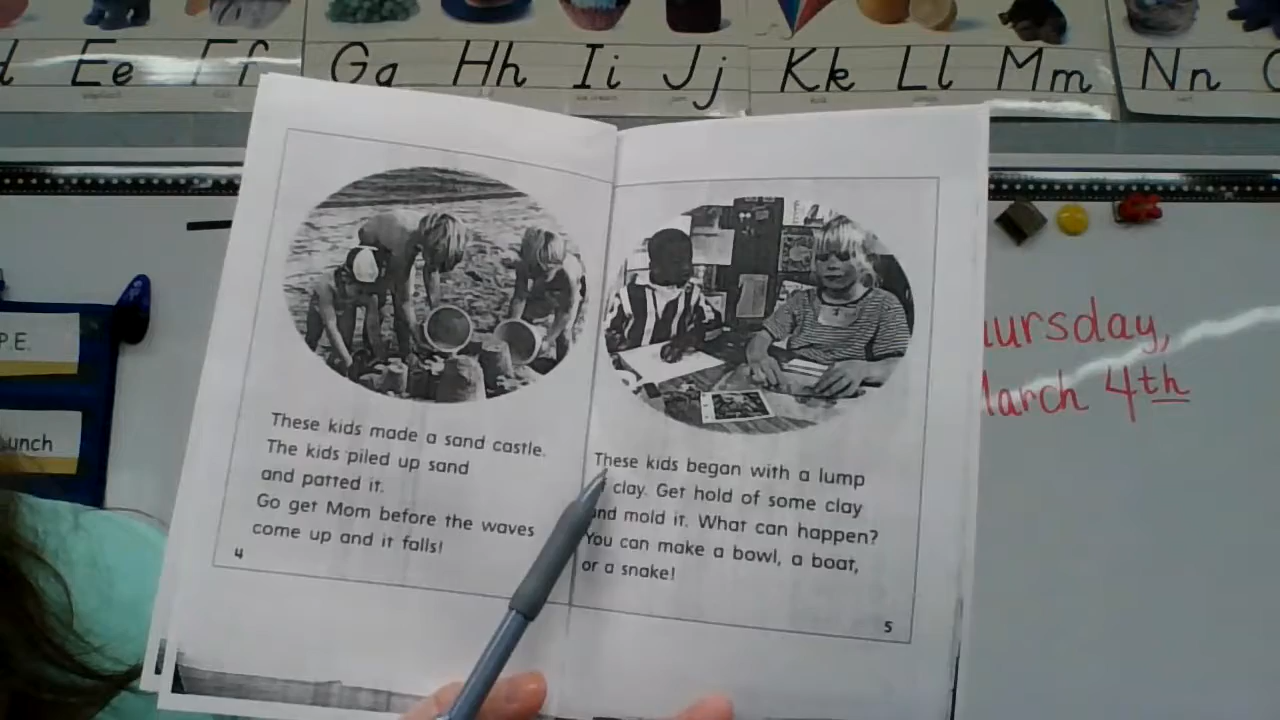 Ee Ff Gg Hh Ii Jj Kk Ll Mm Nn
P.E.
unch
ursday,
arch 4th
These kids made a sand castle.
The kids piled up sand
and patted it.
Go get Mom before the waves
come up and it falls!
4
These kids began with a lump
clay. Get hold of some clay
and mold it. What can happen?
You can make a bowl, a boat,
or a snake!
5